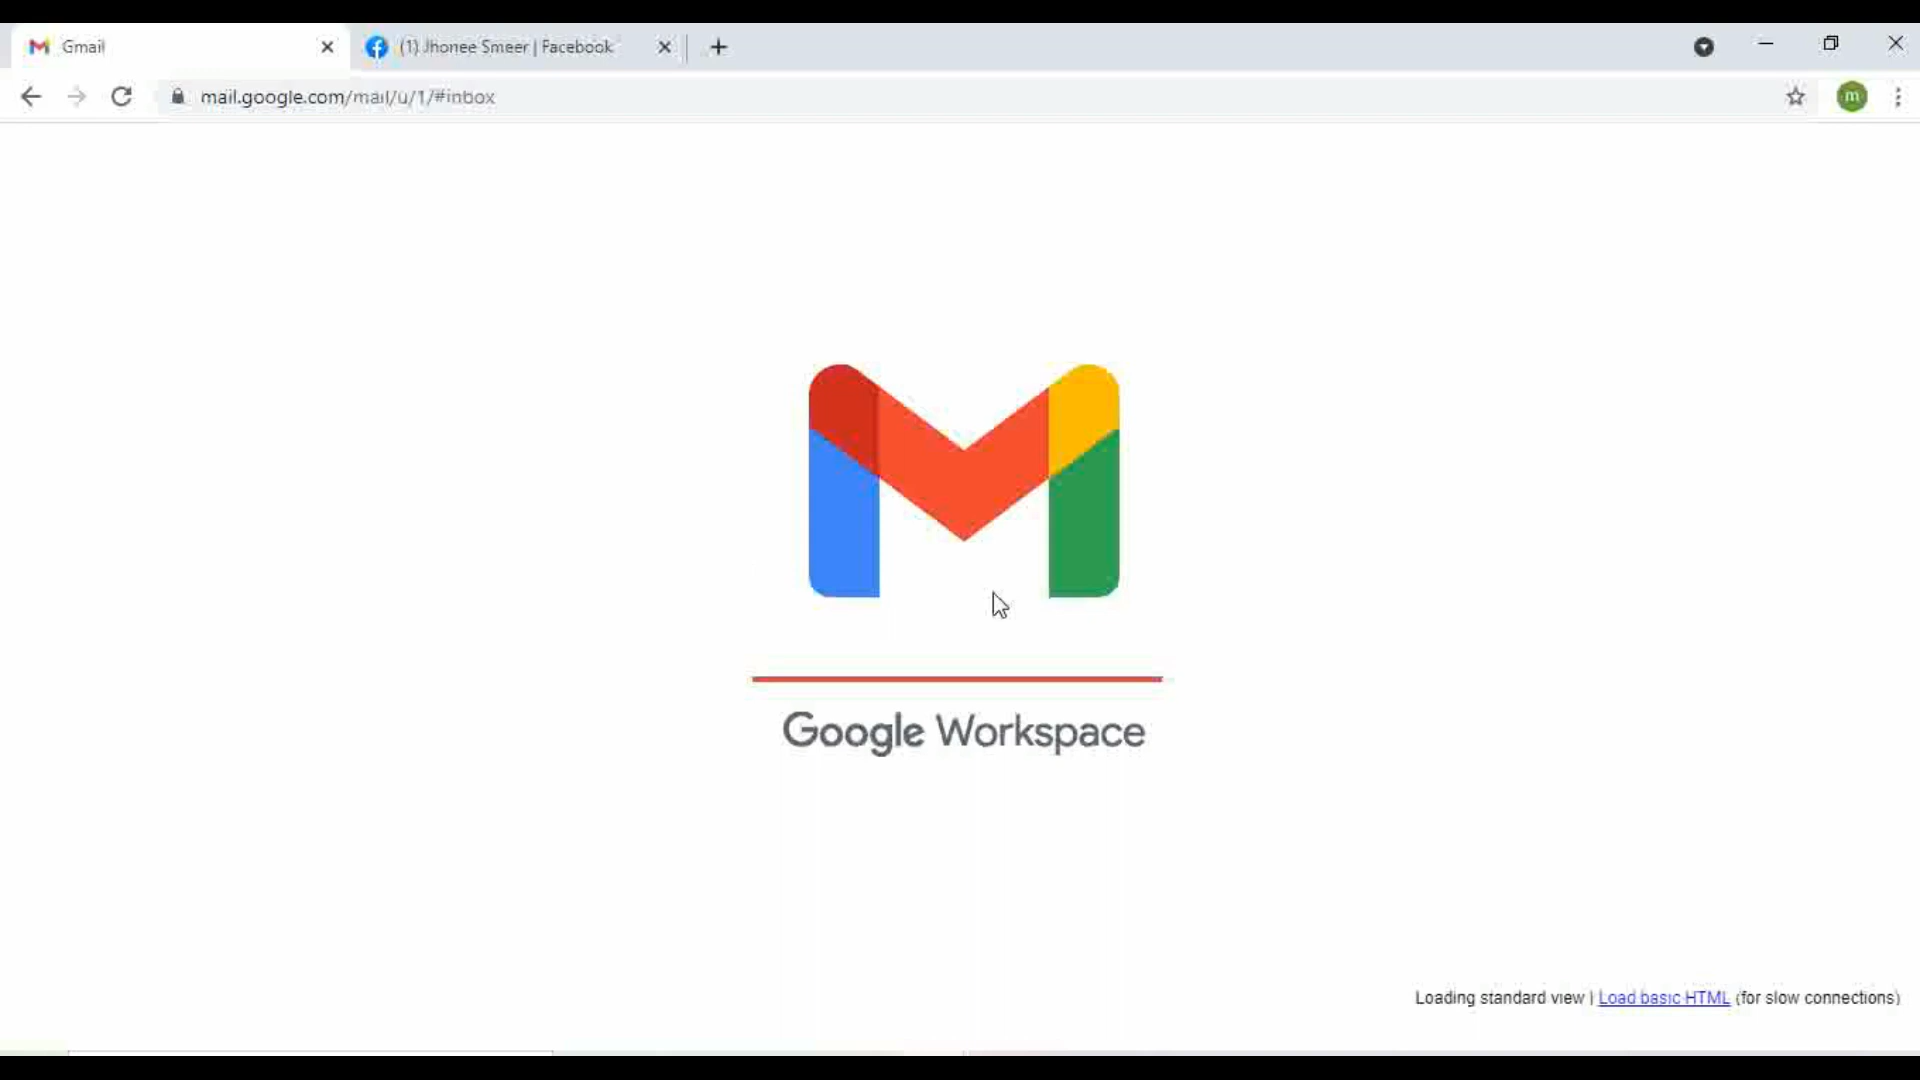 Gmail
(1) Jhonee Smeer | Facebook
mail.google.com/mail/u/1/#inbox
m
Google Workspace
Loading standard view | Load basic HTML (for slow connections)